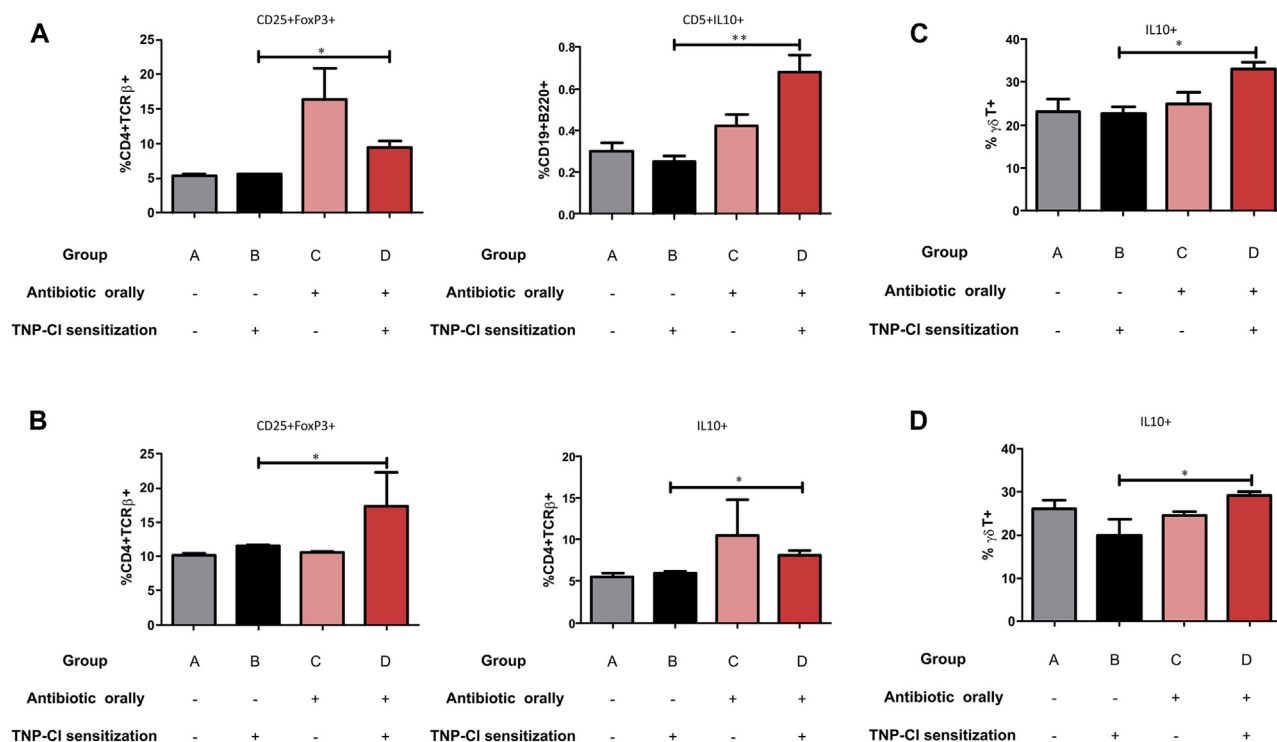 A
CD25+FoxP3+
%CD4+TCRβ+
25
20
15
10
5
0
*
Group A B C D
Antibiotic orally - - + +
TNP-Cl sensitization - + - +
CD5+IL10+
%CD19+B220+
0.8
0.6
0.4
0.2
0.0
**
Group A B C D
Antibiotic orally - - + +
TNP-Cl sensitization - + - +
C
IL10+
% γδ T+
40
30
20
10
0
*
Group A B C D
Antibiotic orally - - + +
TNP-Cl sensitization - + - +
B
CD25+FoxP3+
%CD4+TCRβ+
25
20
15
10
5
0
*
Group A B C D
Antibiotic orally - - + +
TNP-Cl sensitization - + - +
IL10+
%CD4+TCRβ+
20
15
10
5
0
*
Group A B C D
Antibiotic orally - - + +
TNP-Cl sensitization - + - +
D
IL10+
% γδ T+
40
30
20
10
0
*
Group A B C D
Antibiotic orally - - + +
TNP-Cl sensitization - + - +